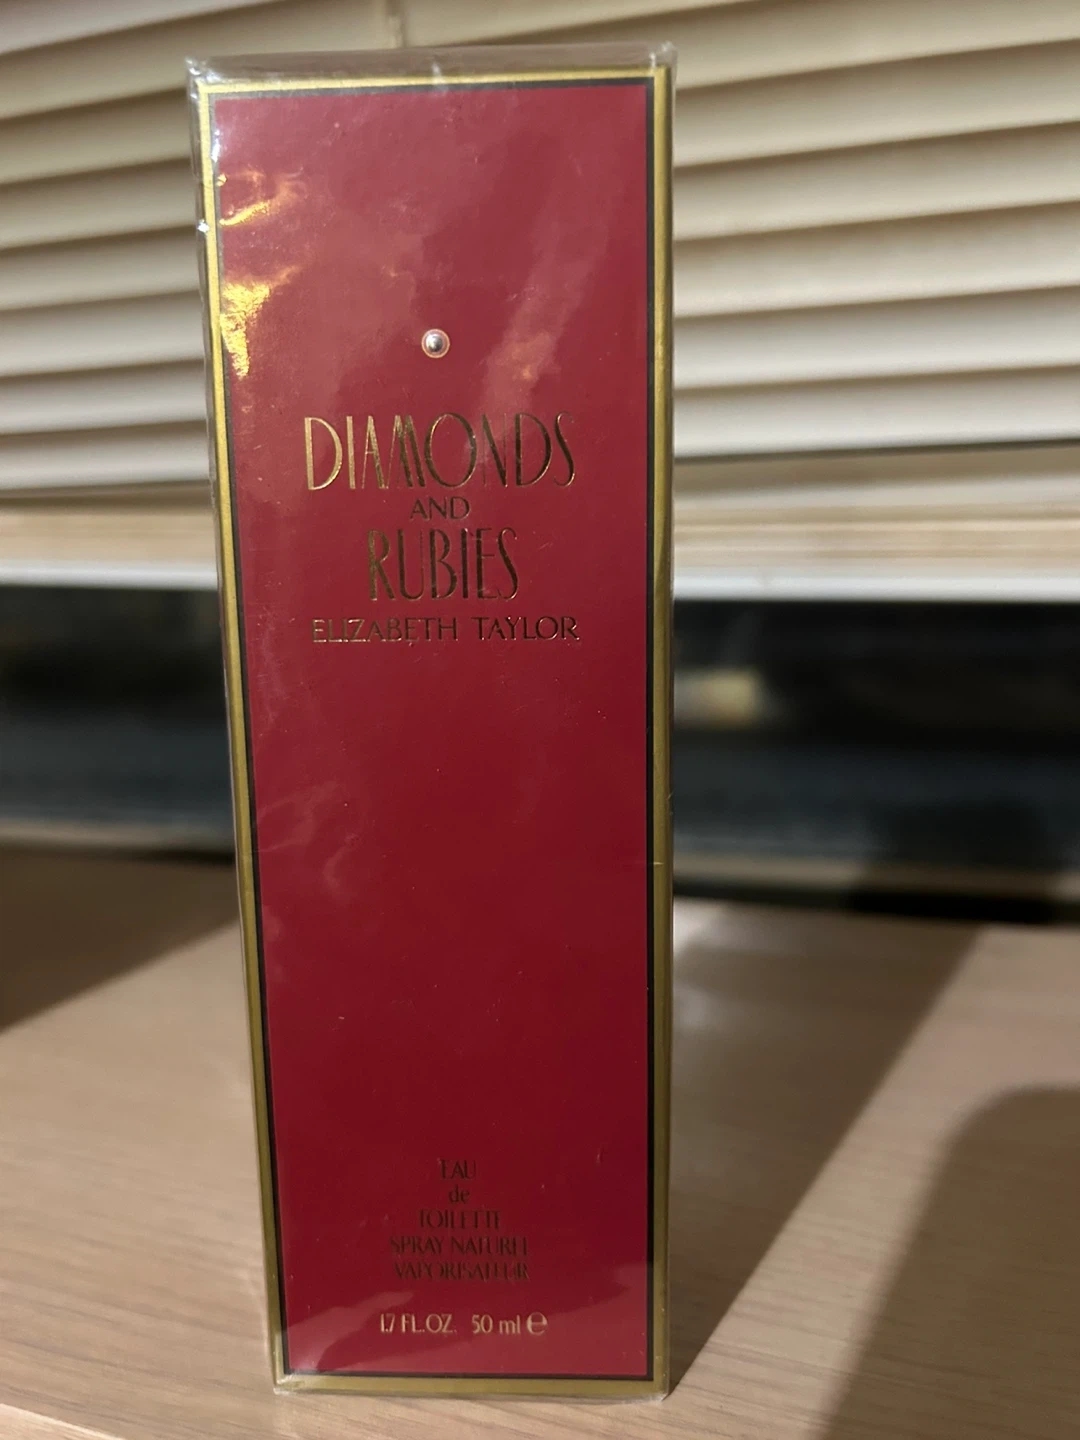 DIAMONDS
AND
RUBIES
ELIZABETH TAYLOR
EAU
de
TOILETTE
SPRAY NATUREL
VAPORISATEUR
1.7 FL.OZ. 50 ml ℮